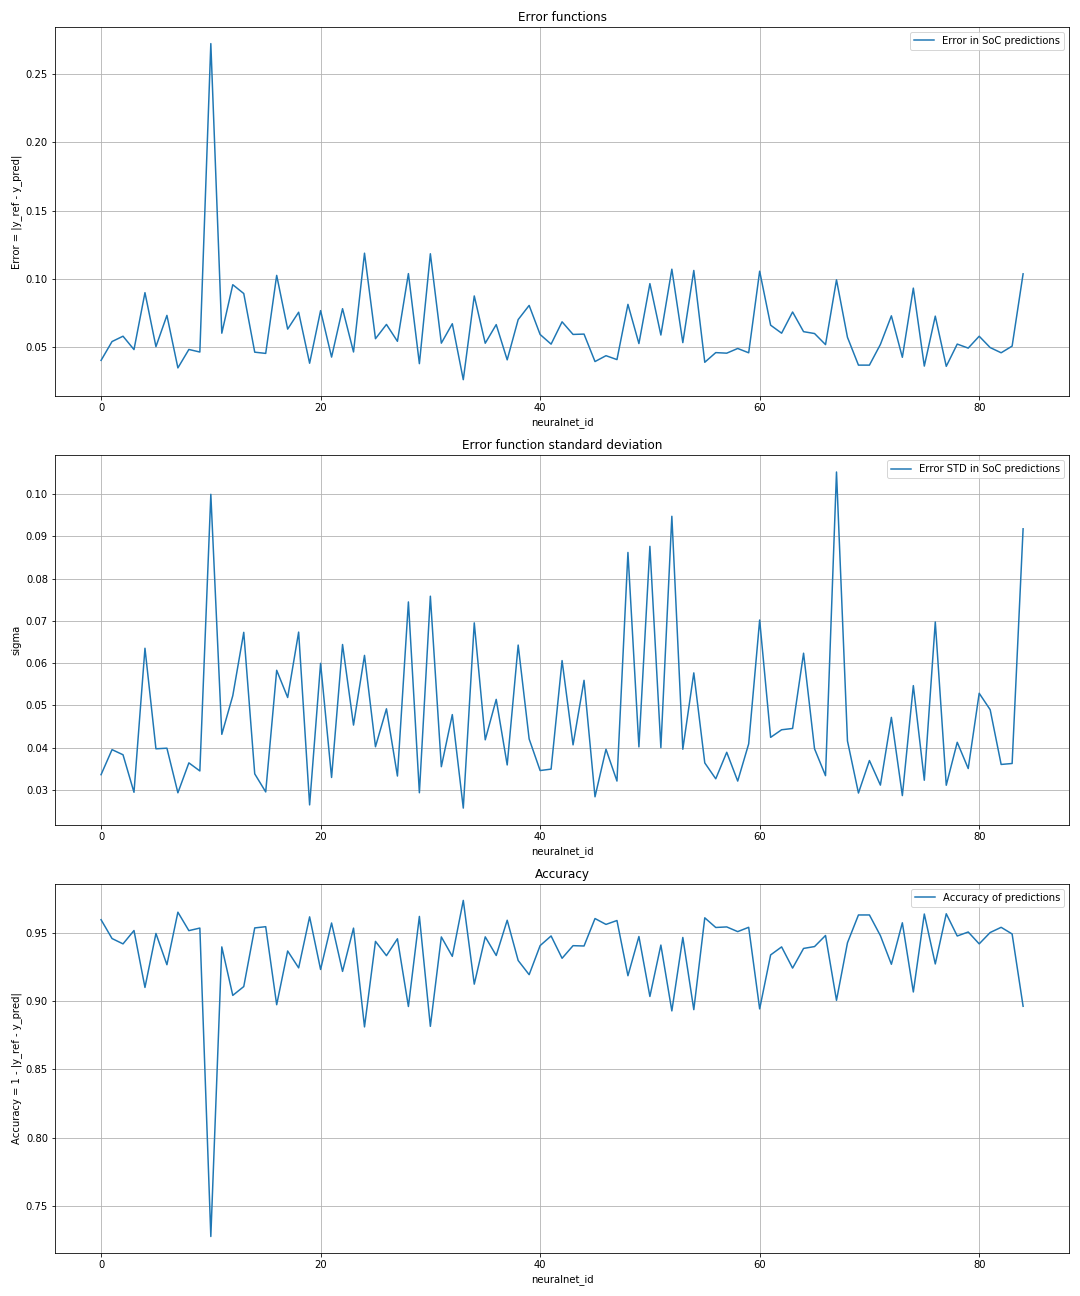 Error functions
Error in SoC predictions
0.25
0.20
0.15
0.10
0.05
Error = |y_ref - y_pred|
0 20 40 60 80
neuralnet_id
Error function standard deviation
Error STD in SoC predictions
0.10
0.09
0.08
0.07
0.06
0.05
0.04
0.03
sigma
0 20 40 60 80
neuralnet_id
Accuracy
Accuracy of predictions
0.95
0.90
0.85
0.80
0.75
Accuracy = 1 - |y_ref - y_pred|
0 20 40 60 80
neuralnet_id